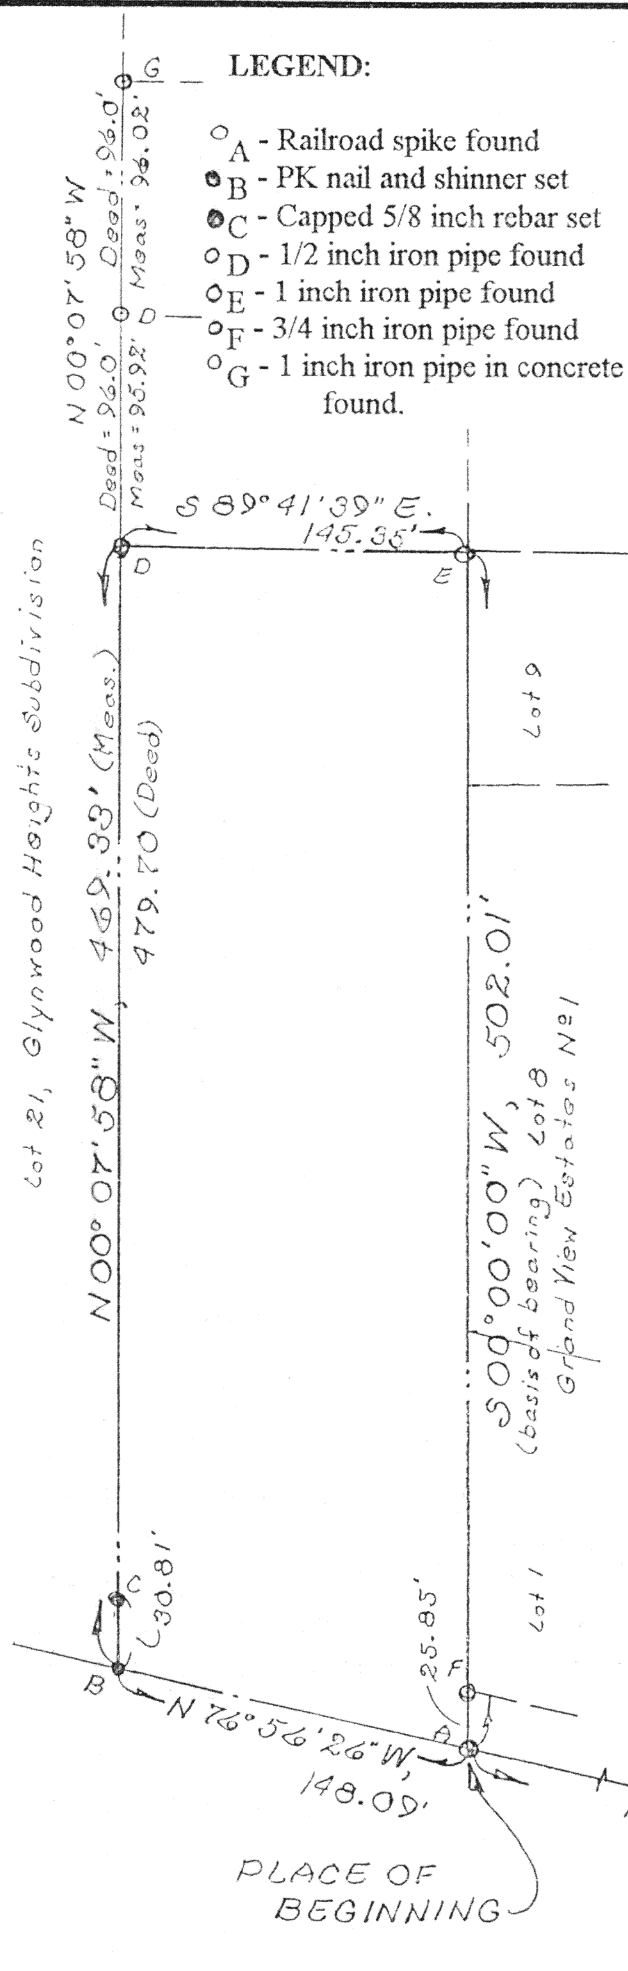 LEGEND:
A - Railroad spike found
B - PK nail and shinner set
C - Capped 5/8 inch rebar set
D - 1/2 inch iron pipe found
E - 1 inch iron pipe found
F - 3/4 inch iron pipe found
G - 1 inch iron pipe in concrete
found.
G
N 00° 07' 58" W
Deed = 96.0'
Meas = 96.02'
D
Deed = 96.0'
Meas = 95.92'
S 89° 41' 39" E.
145.35'
D
E
Lot 21, Glynwood Heights Subdivision
N 00° 07' 58" W, 469.33' (Meas.)
479.70 (Deed)
Lot 9
S 00° 00' 00" W, 502.01'
(basis of bearing) Lot 8
Grand View Estates No 1
Lot 1
C
30.81'
B
25.85'
F
A
N 76° 56' 26" W,
148.09'
PLACE OF
BEGINNING